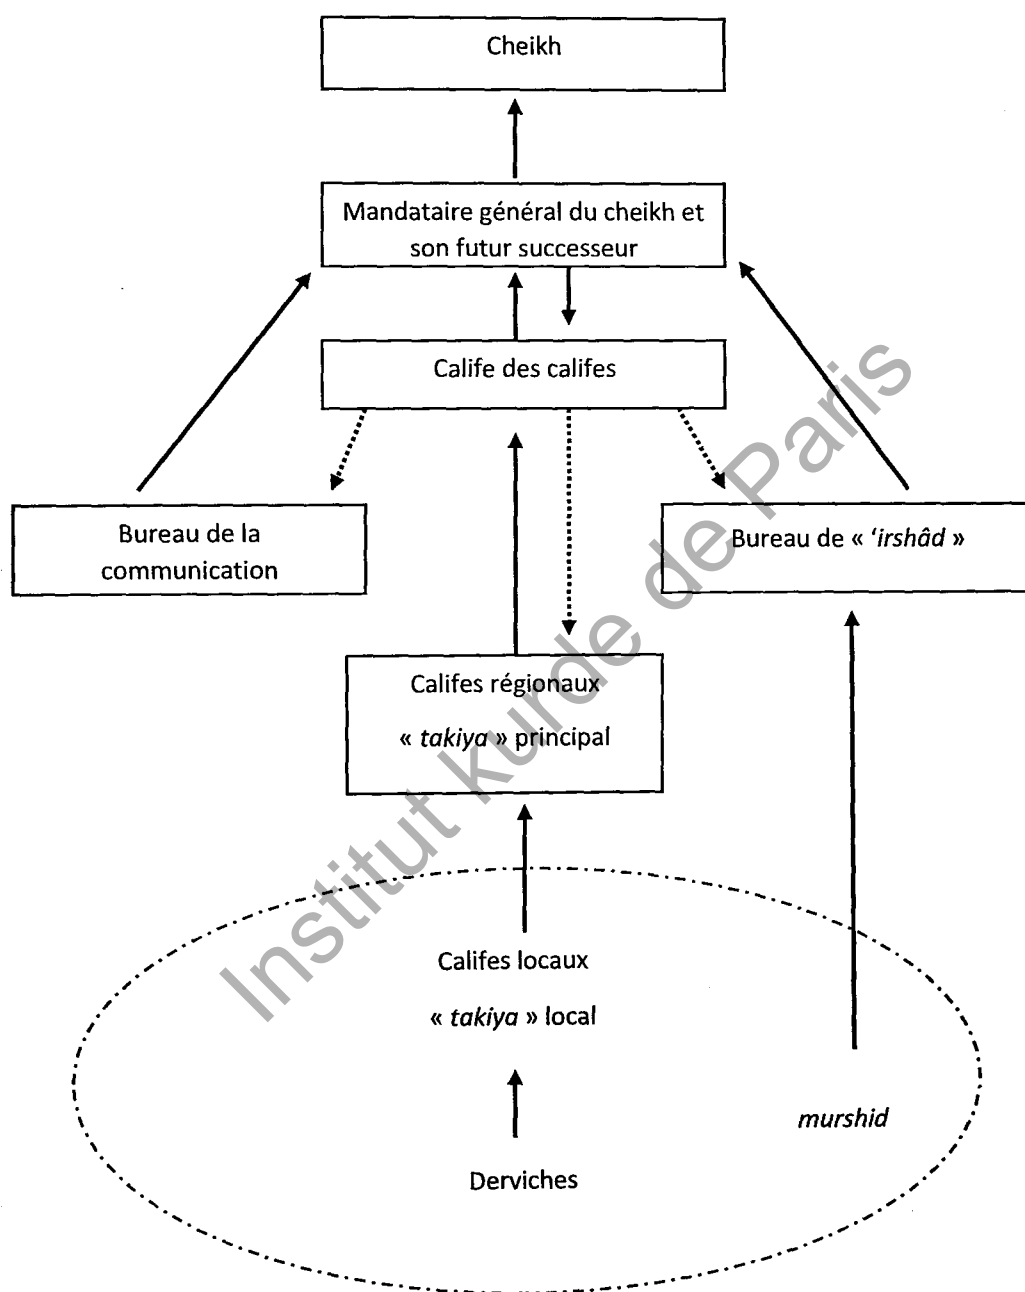 Cheikh
Mandataire général du cheikh et
son futur successeur
Calife des califes
Bureau de la
communication
Bureau de « ‘irshâd »
Califes régionaux
« takiya » principal
Califes locaux
« takiya » local
murshid
Derviches
Institut kurde de Paris